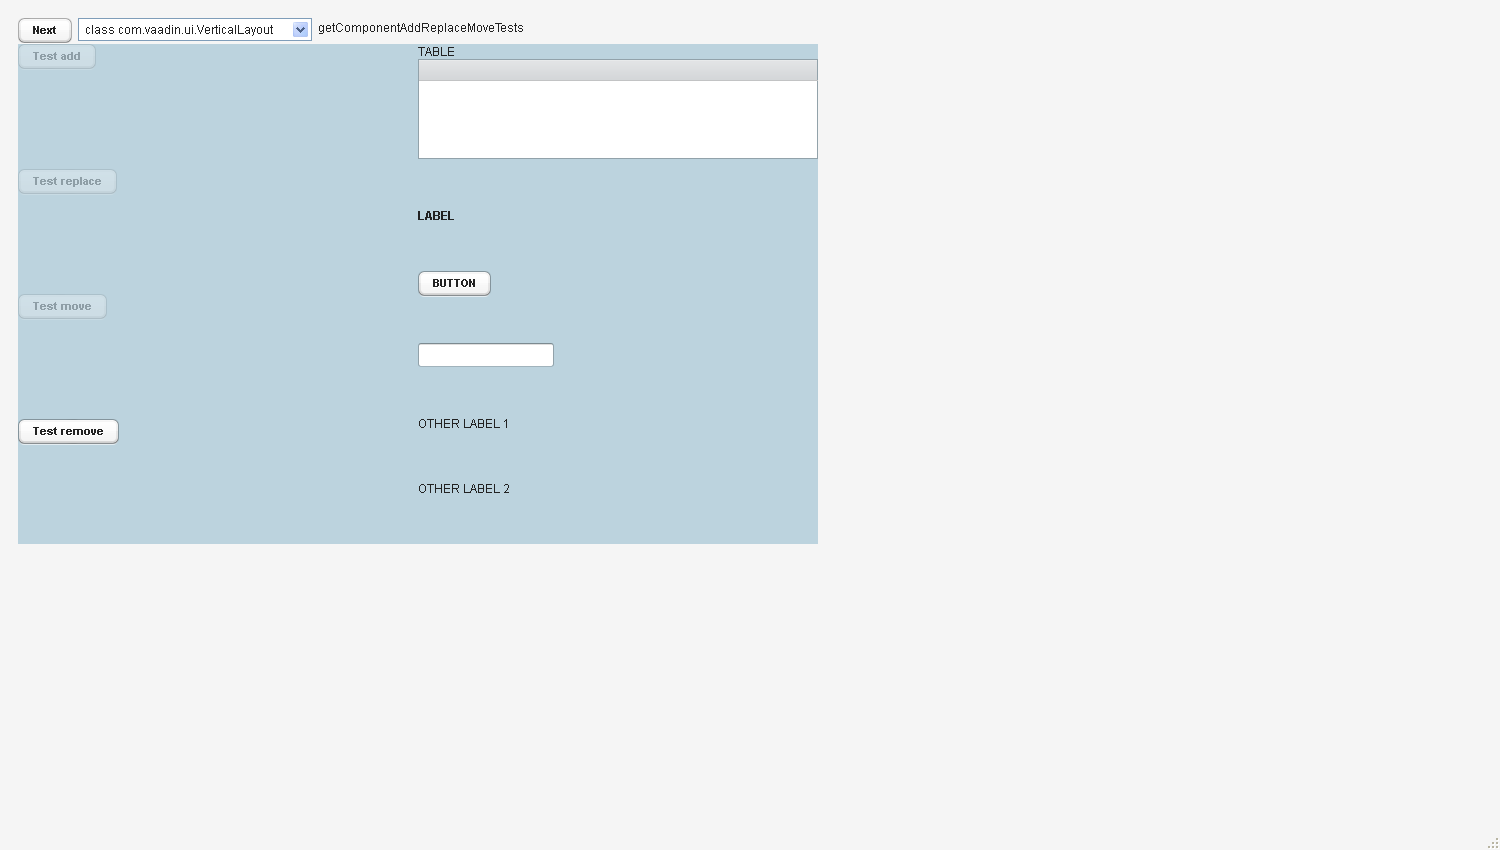 Next class com.vaadin.ui.VerticalLayout getComponentAddReplaceMoveTests
Test add
TABLE
Test replace
LABEL
BUTTON
Test move
OTHER LABEL 1
Test remove
OTHER LABEL 2